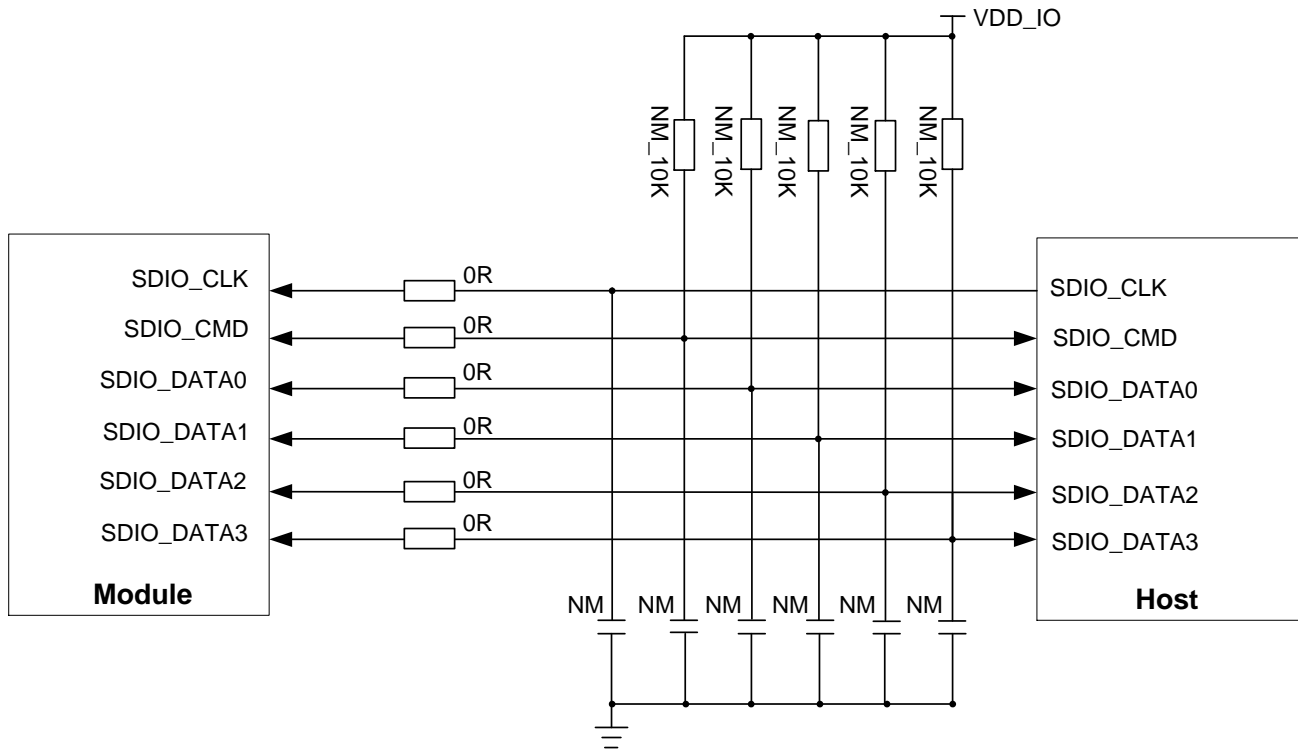 VDD_IO
NM_10K
NM_10K
NM_10K
NM_10K
NM_10K
SDIO_CLK
0R
SDIO_CLK
SDIO_CMD
0R
SDIO_CMD
SDIO_DATA0
0R
SDIO_DATA0
SDIO_DATA1
0R
SDIO_DATA1
SDIO_DATA2
0R
SDIO_DATA2
SDIO_DATA3
0R
SDIO_DATA3
Module
NM
NM
NM
NM
NM
NM
Host